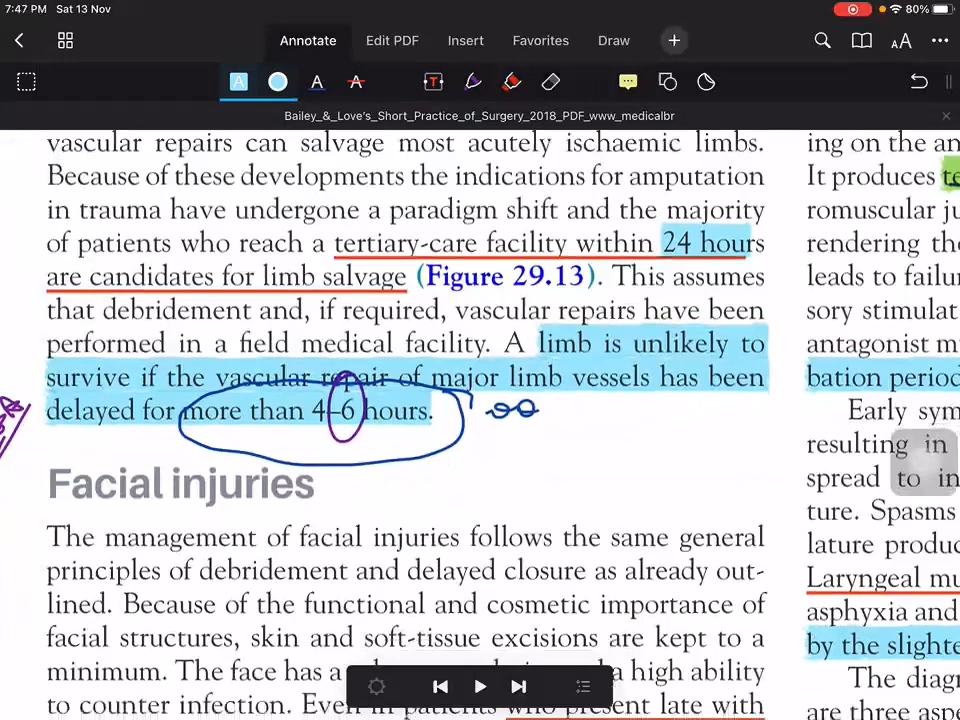 7:47 PM Sat 13 Nov
80%
Annotate Edit PDF Insert Favorites Draw
Bailey_&_Love's_Short_Practice_of_Surgery_2018_PDF_www_medicalbr
vascular repairs can salvage most acutely ischaemic limbs.
Because of these developments the indications for amputation
in trauma have undergone a paradigm shift and the majority
of patients who reach a tertiary-care facility within 24 hours
are candidates for limb salvage (Figure 29.13). This assumes
that debridement and, if required, vascular repairs have been
performed in a field medical facility. A limb is unlikely to
survive if the vascular repair of major limb vessels has been
delayed for more than 4–6 hours.
Facial injuries
The management of facial injuries follows the same general
principles of debridement and delayed closure as already out-
lined. Because of the functional and cosmetic importance of
facial structures, skin and soft-tissue excisions are kept to a
minimum. The face has a high ability
to counter infection. Even in patients who present late with
ing on the an
It produces te
romuscular ju
rendering the
leads to failur
sory stimulat
antagonist mu
bation period
Early sym
resulting in
spread to in
ture. Spasms
lature produc
Laryngeal mu
asphyxia and
by the slighte
The diagn
are three aspe